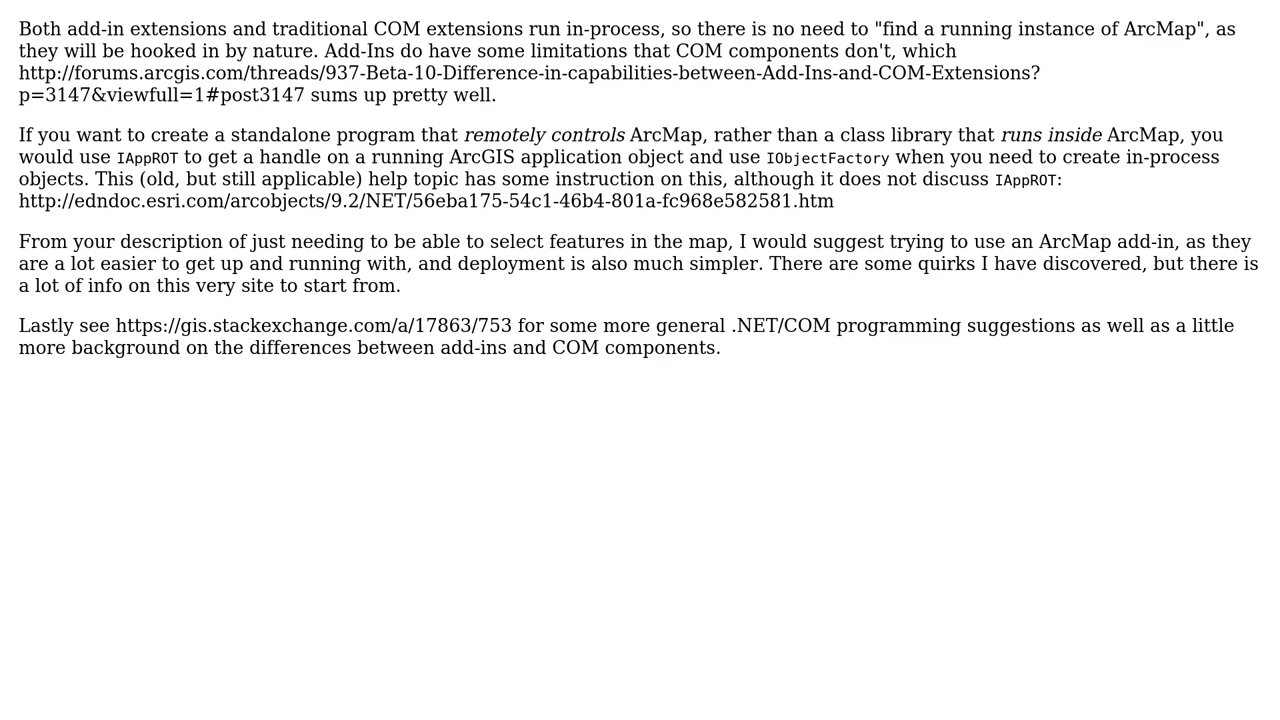 Both add-in extensions and traditional COM extensions run in-process, so there is no need to "find a running instance of ArcMap", as
they will be hooked in by nature. Add-Ins do have some limitations that COM components don't, which
http://forums.arcgis.com/threads/937-Beta-10-Difference-in-capabilities-between-Add-Ins-and-COM-Extensions?
p=3147&viewfull=1#post3147 sums up pretty well.
If you want to create a standalone program that remotely controls ArcMap, rather than a class library that runs inside ArcMap, you
would use IAppROT to get a handle on a running ArcGIS application object and use IObjectFactory when you need to create in-process
objects. This (old, but still applicable) help topic has some instruction on this, although it does not discuss IAppROT:
http://edndoc.esri.com/arcobjects/9.2/NET/56eba175-54c1-46b4-801a-fc968e582581.htm
From your description of just needing to be able to select features in the map, I would suggest trying to use an ArcMap add-in, as they
are a lot easier to get up and running with, and deployment is also much simpler. There are some quirks I have discovered, but there is
a lot of info on this very site to start from.
Lastly see https://gis.stackexchange.com/a/17863/753 for some more general .NET/COM programming suggestions as well as a little
more background on the differences between add-ins and COM components.